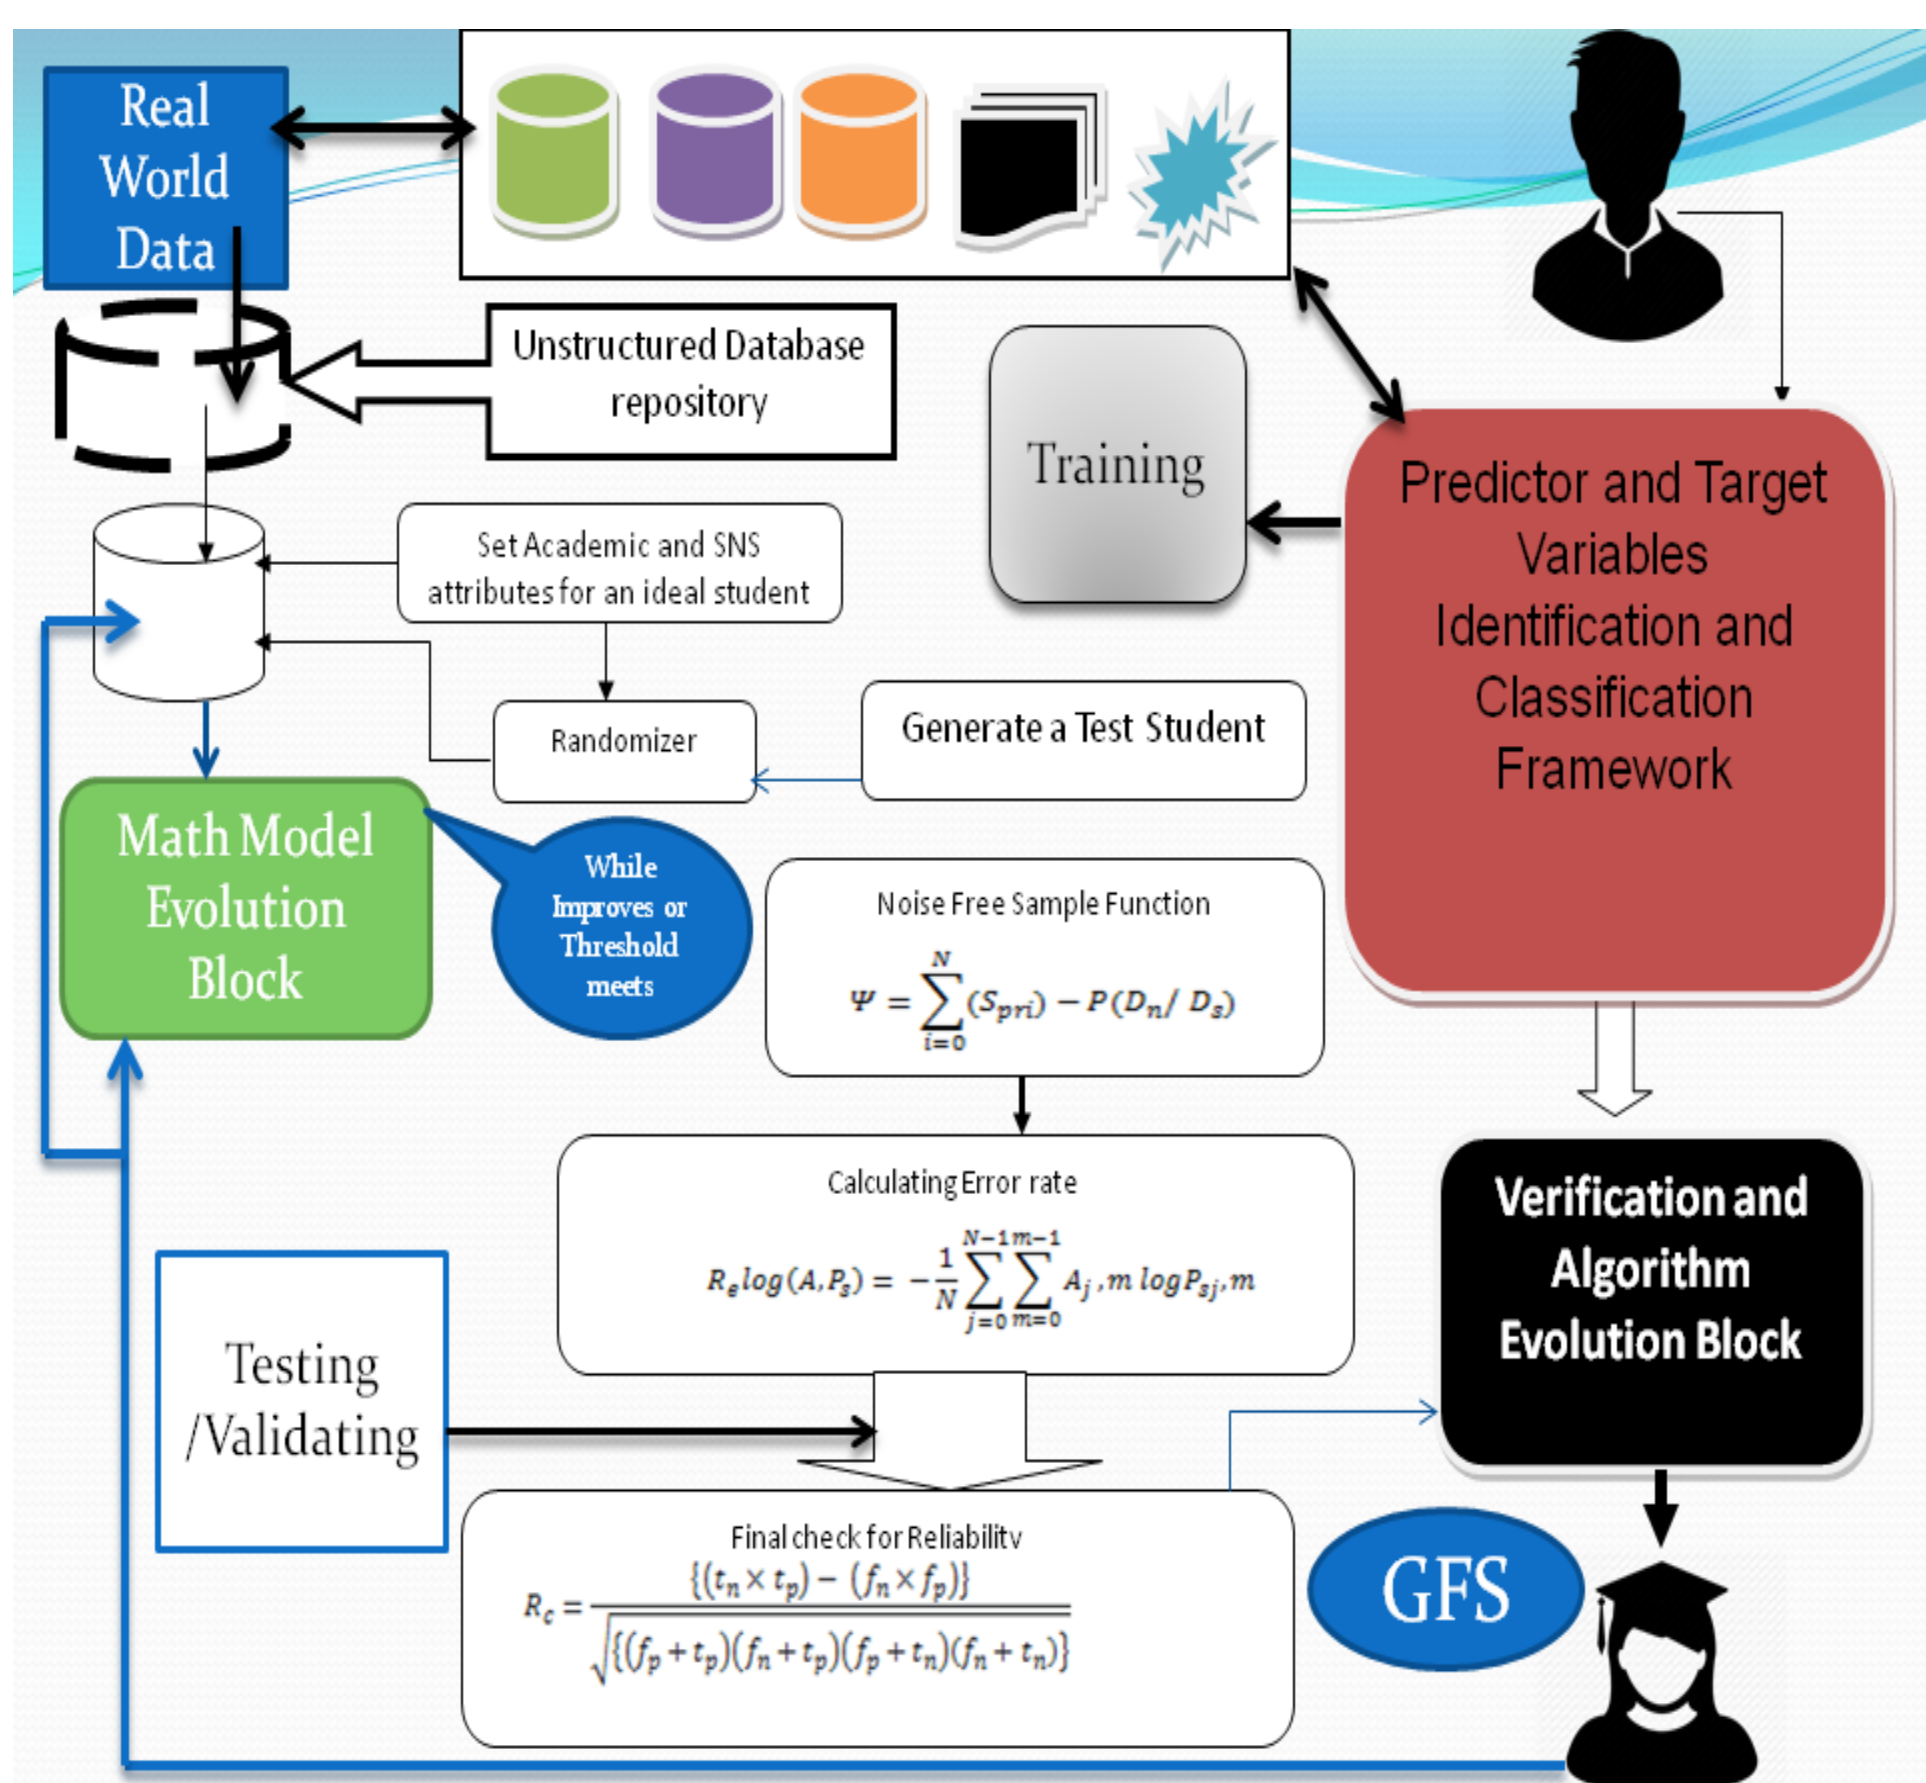 Real
World
Data
Unstructured Database
repository
Training
Predictor and Target
Variables
Identification and
Classification
Framework
Set Academic and SNS
attributes for an ideal student
Randomizer
Generate a Test Student
Math Model
Evolution
Block
While
Improves or
Threshold
meets
Noise Free Sample Function
Ψ = ∑_{i=0}^{N} (S_{pri}) − P(D_n/ D_s)
Calculating Error rate
R_e log(A, P_s) = −\frac{1}{N} ∑_{j=0}^{N−1} ∑_{m=0}^{m−1} A_j ,m log P_{sj},m
Verification and
Algorithm
Evolution Block
Testing
/Validating
Final check for Reliability
R_c = \frac{\{(t_n × t_p) − (f_n × f_p)\}}{\sqrt{\{(f_p + t_p)(f_n + t_p)(f_p + t_n)(f_n + t_n)\}}}
GFS